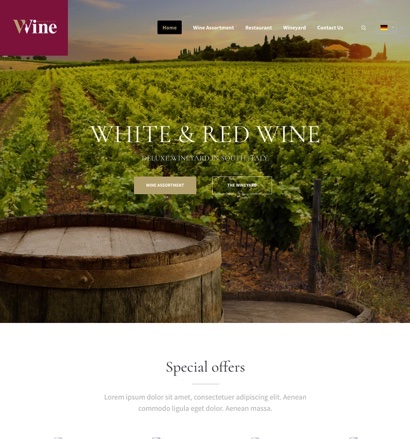 Wine
Home Wine Assortment Restaurant Wineyard Contact Us
WHITE & RED WINE
DELUXE WINEYARD IN SOUTH ITALY
WINE ASSORTMENT THE WINEYARD
Special offers
Lorem ipsum dolor sit amet, consectetuer adipiscing elit. Aenean
commodo ligula eget dolor. Aenean massa.